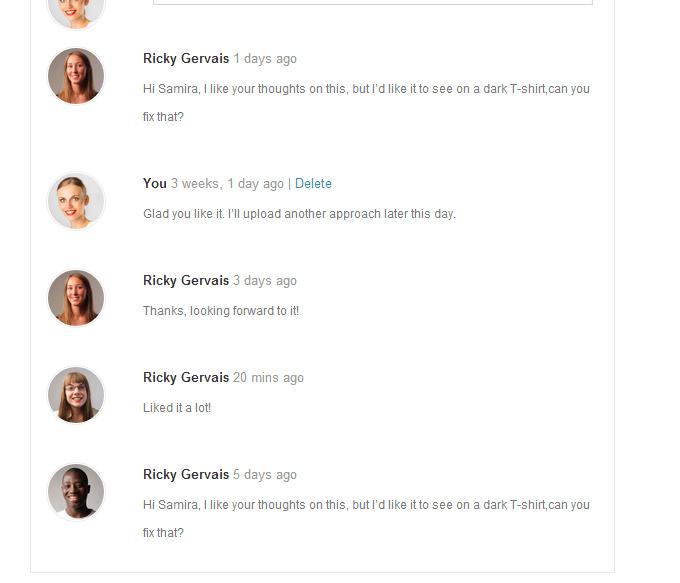 Ricky Gervais 1 days ago
Hi Samira, I like your thoughts on this, but I'd like it to see on a dark T-shirt,can you
fix that?
You 3 weeks, 1 day ago | Delete
Glad you like it. I'll upload another approach later this day.
Ricky Gervais 3 days ago
Thanks, looking forward to it!
Ricky Gervais 20 mins ago
Liked it a lot!
Ricky Gervais 5 days ago
Hi Samira, I like your thoughts on this, but I'd like it to see on a dark T-shirt,can you
fix that?